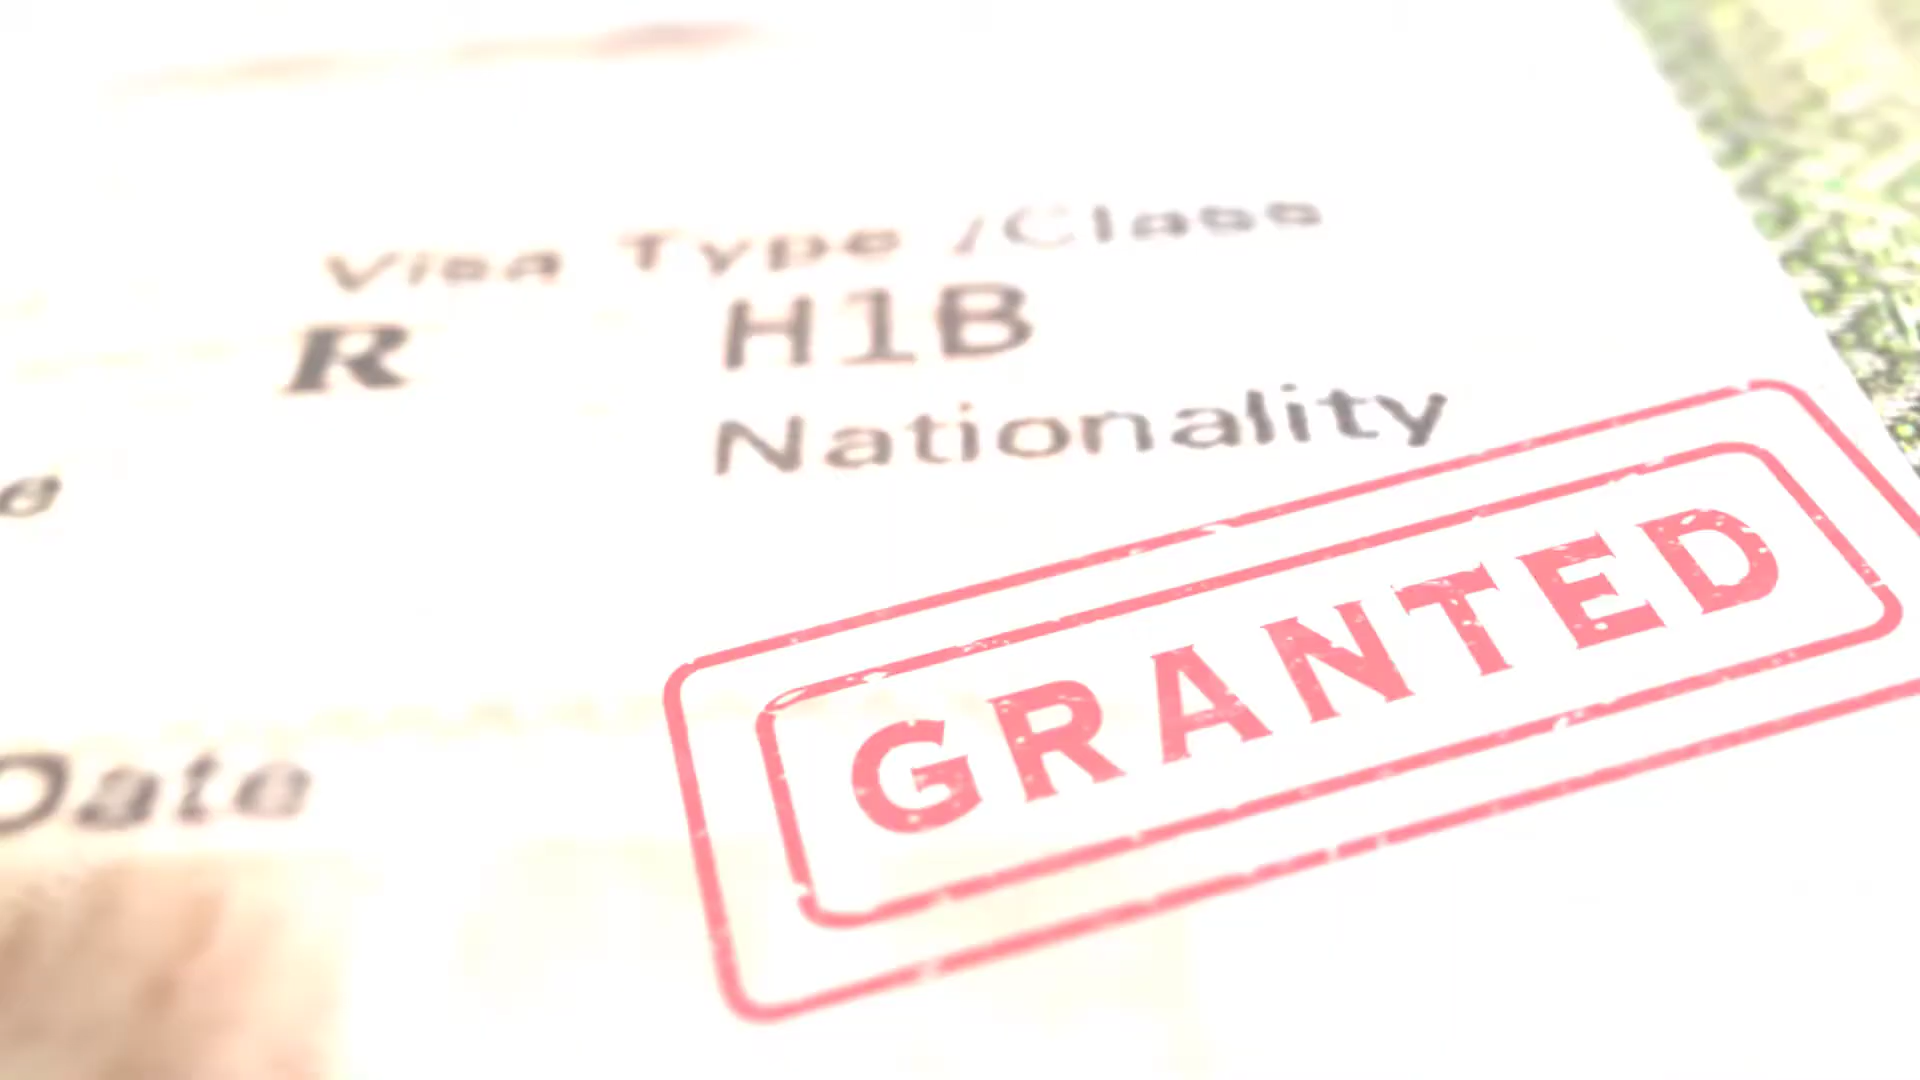 Visa Type /Class
R H1B
Nationality
GRANTED
Date